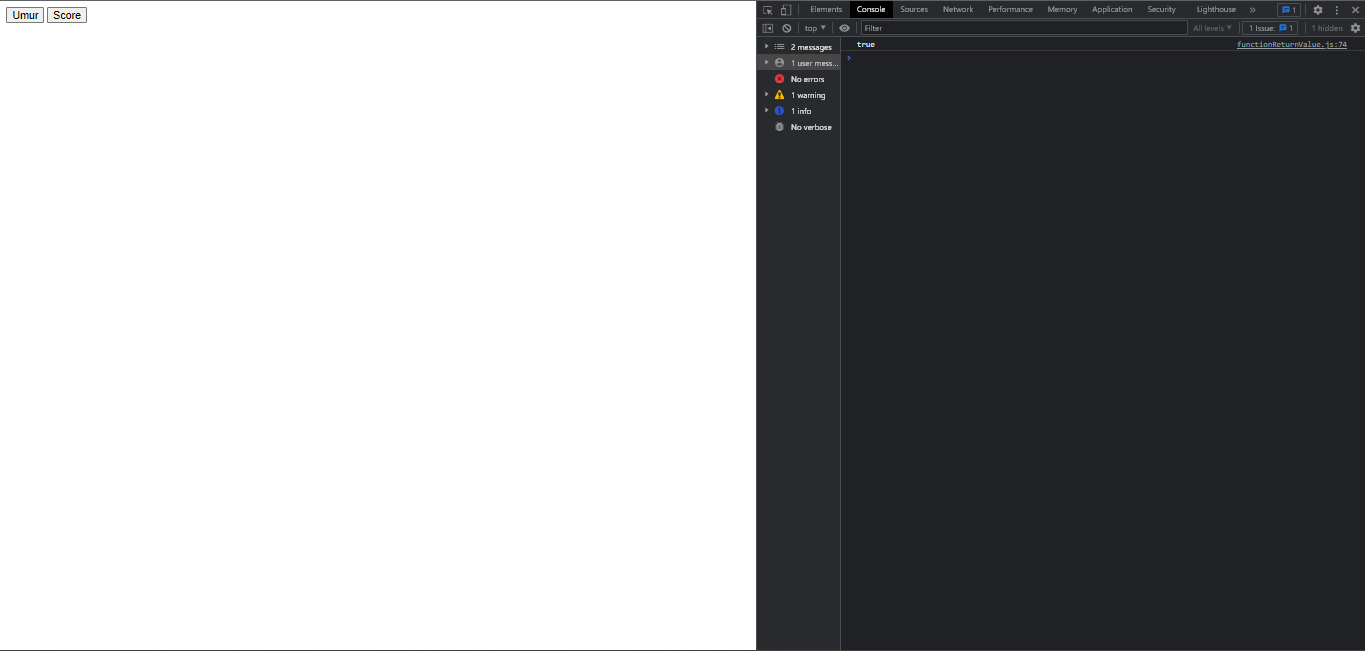 Umur Score
Elements Console Sources Network Performance Memory Application Security Lighthouse » 1
top ▼ Filter All levels ▼ 1 Issue: 1 1 hidden
2 messages
1 user mess...
No errors
1 warning
1 info
No verbose
true functionReturnValue.js:74
>